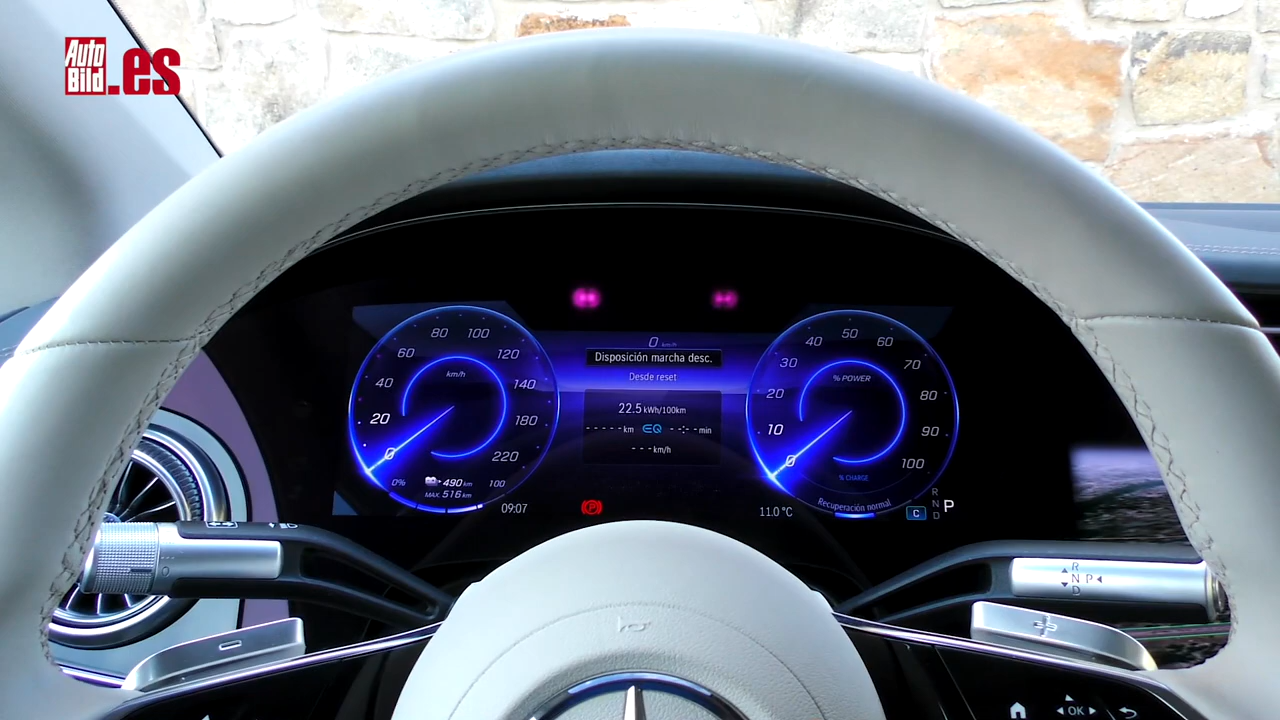 Auto
Bild
.es
0 km/h
Disposición marcha desc.
Desde reset
22.5 kWh/100km
-----km EQ -:-- min
---km/h
0 20 40 60 80 100 120 140 180 220
km/h
0% 490 km 100
MAX. 516 km
0 10 20 30 40 50 60 70 80 90 100
% POWER
% CHARGE
Recuperación normal
09:07
11.0 °C
C
R
N
D
P
R
N P
D
OK